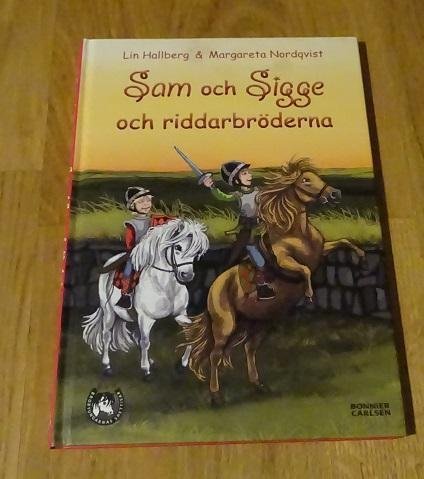 Lin Hallberg & Margareta Nordqvist
Sam och Sigge
och riddarbröderna
BONNIER
CARLSEN